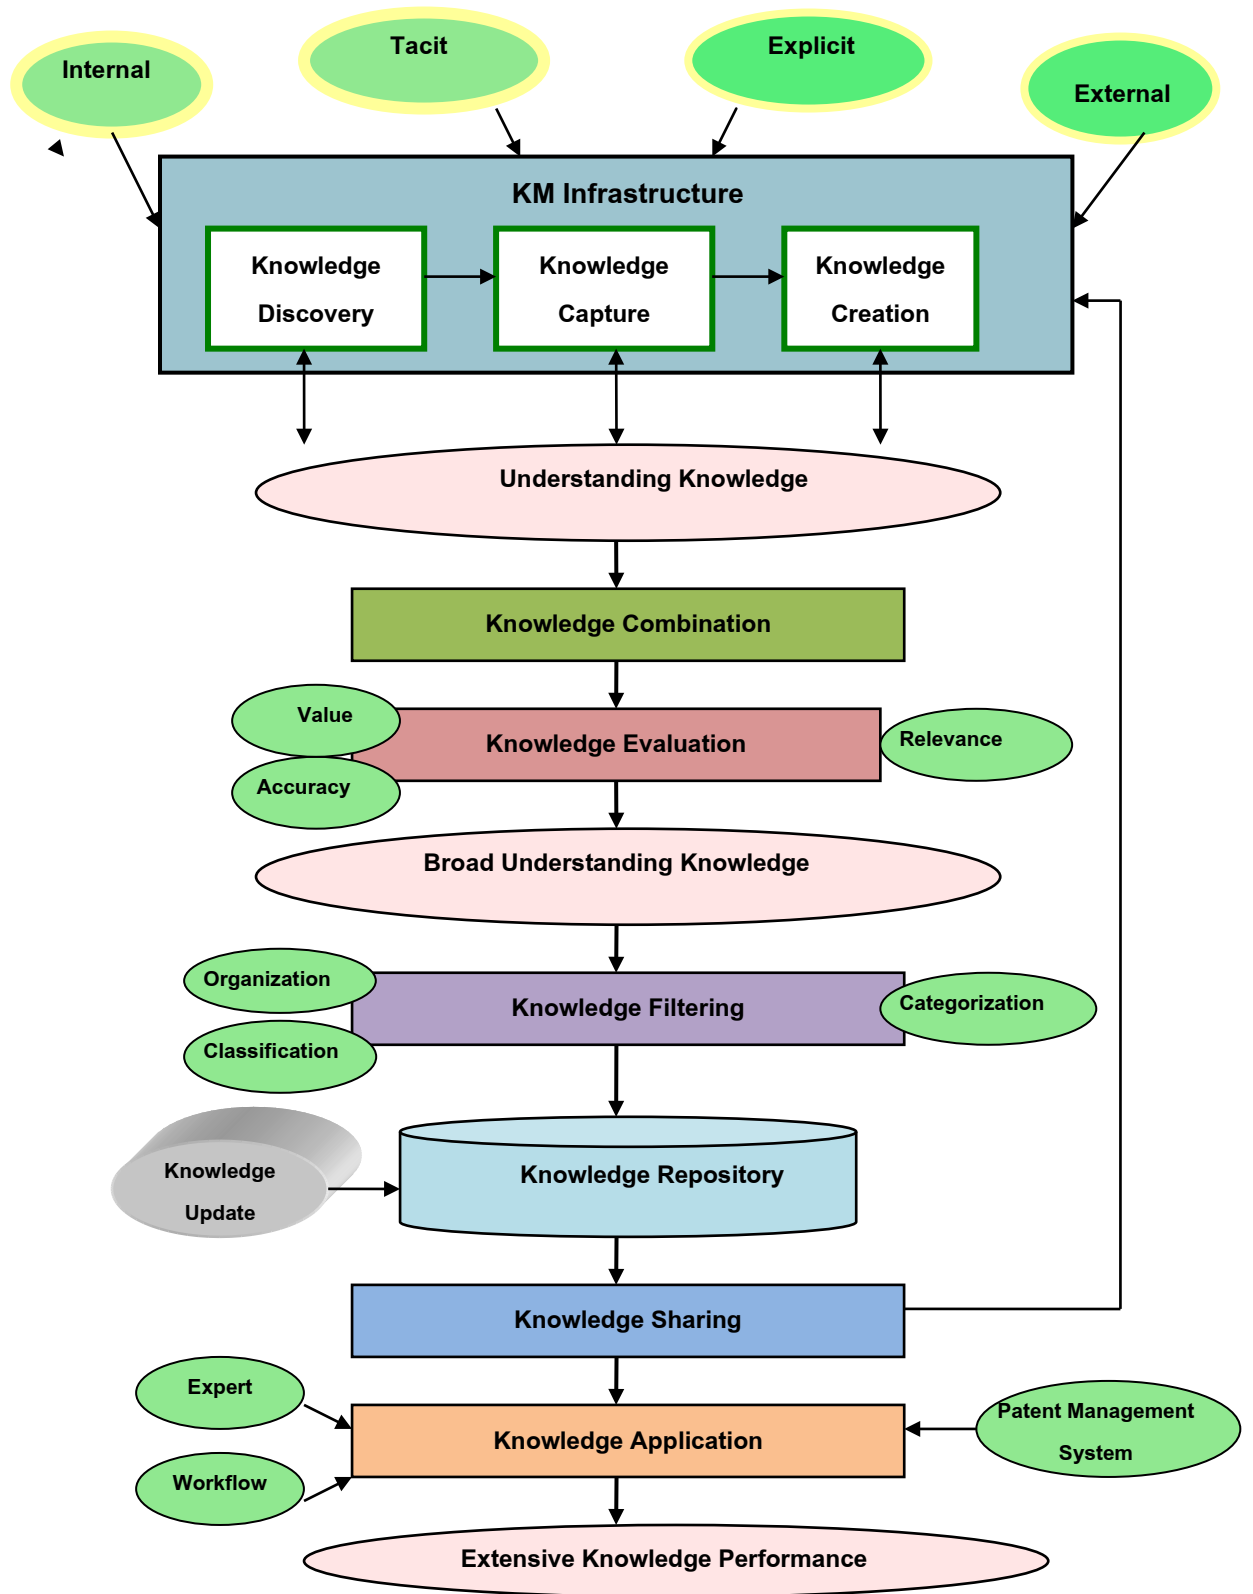 Internal
Tacit
Explicit
External
KM Infrastructure
Knowledge
Discovery
Knowledge
Capture
Knowledge
Creation
Understanding Knowledge
Knowledge Combination
Value
Knowledge Evaluation
Relevance
Accuracy
Broad Understanding Knowledge
Organization
Knowledge Filtering
Categorization
Classification
Knowledge
Update
Knowledge Repository
Knowledge Sharing
Expert
Knowledge Application
Patent Management
System
Workflow
Extensive Knowledge Performance